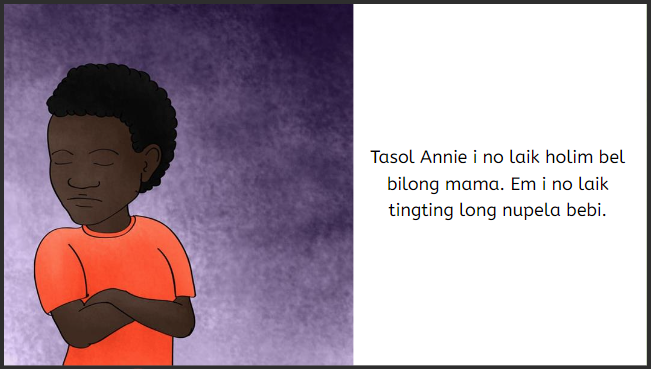 Tasol Annie i no laik holim bel
bilong mama. Em i no laik
tingting long nupela bebi.